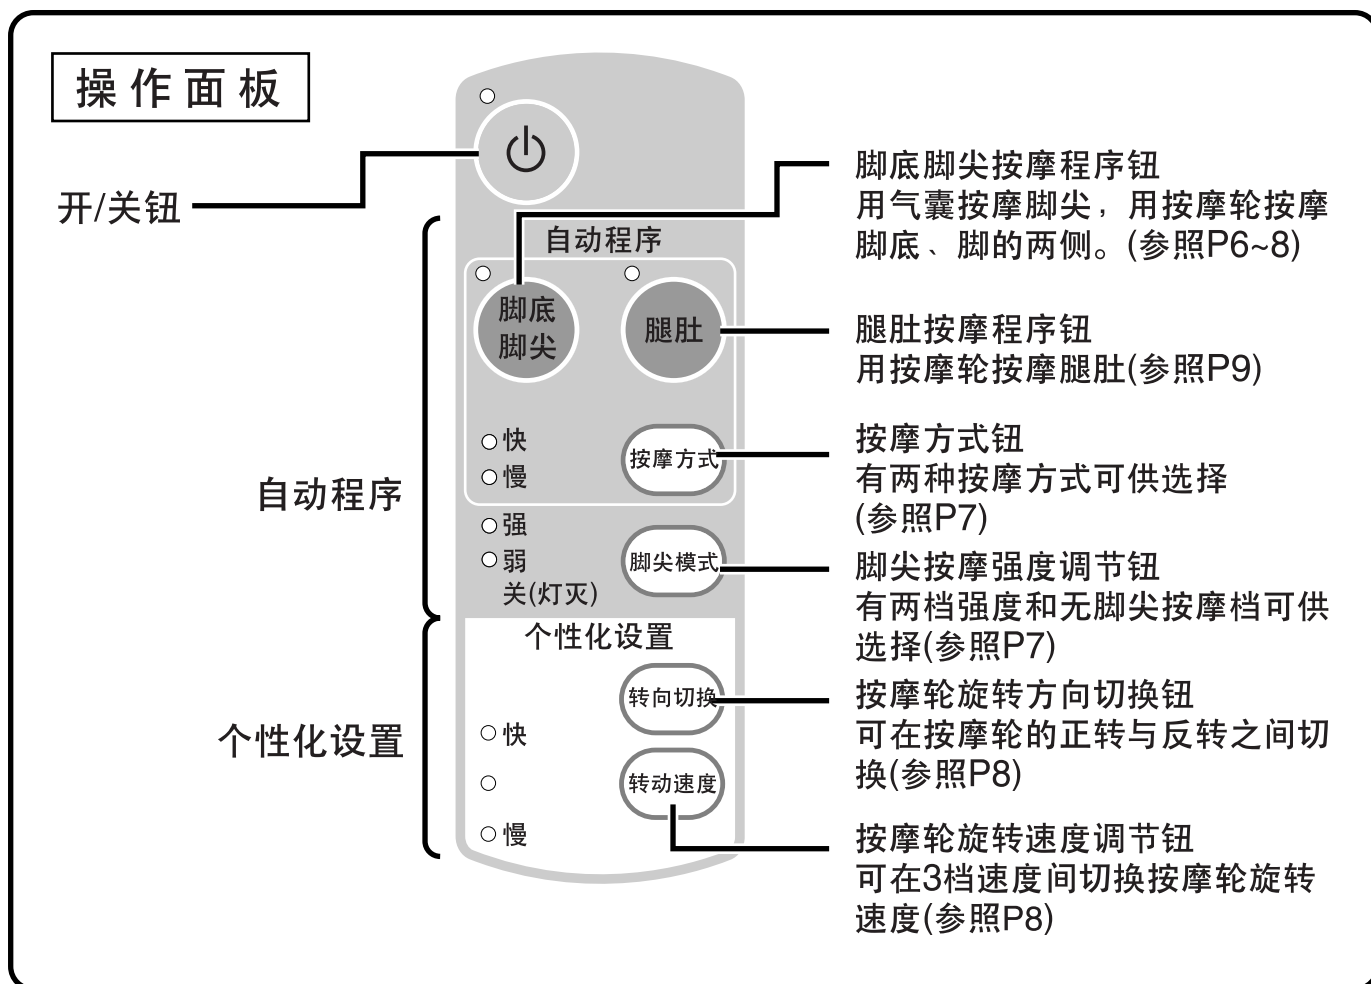 操作面板
开/关钮
自动程序
个性化设置
自动程序
脚底
脚尖
腿肚
快
慢
按摩方式
强
弱
关(灯灭)
脚尖模式
个性化设置
转向切换
快
转动速度
慢
脚底脚尖按摩程序钮
用气囊按摩脚尖，用按摩轮按摩
脚底、脚的两侧。(参照P6~8)
腿肚按摩程序钮
用按摩轮按摩腿肚(参照P9)
按摩方式钮
有两种按摩方式可供选择
(参照P7)
脚尖按摩强度调节钮
有两档强度和无脚尖按摩档可供
选择(参照P7)
按摩轮旋转方向切换钮
可在按摩轮的正转与反转之间切
换(参照P8)
按摩轮旋转速度调节钮
可在3档速度间切换按摩轮旋转
速度(参照P8)